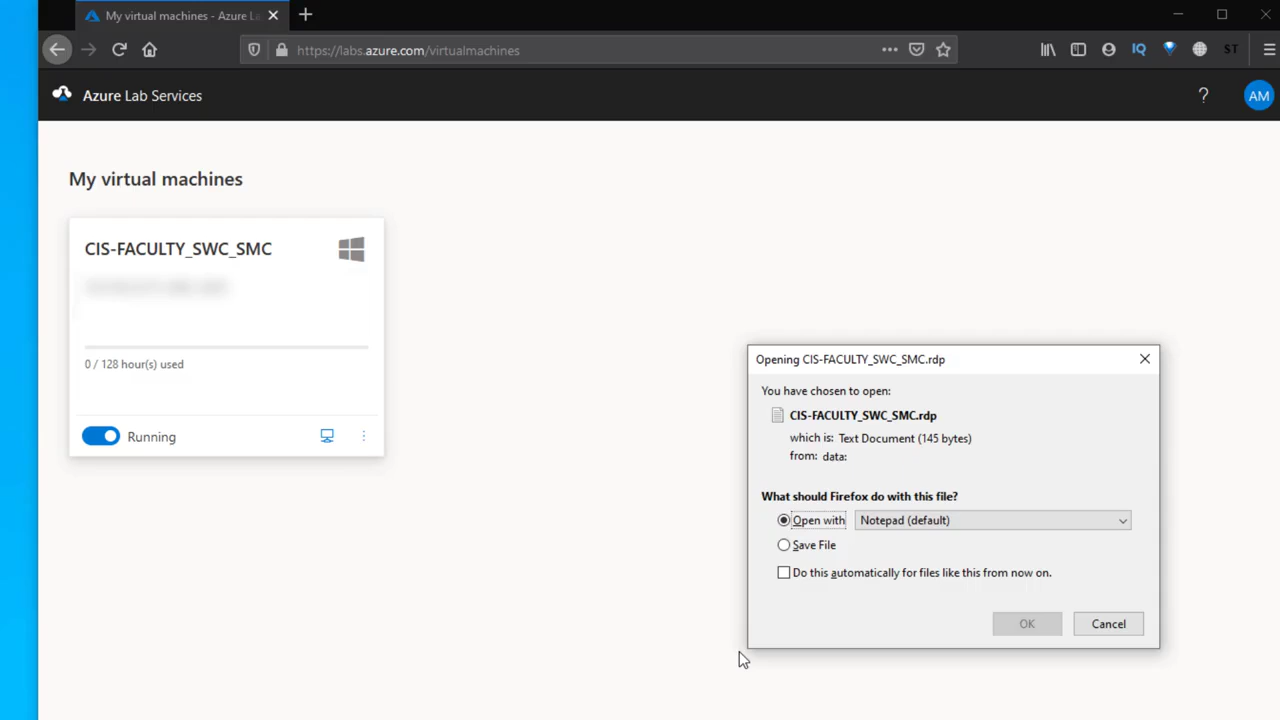 My virtual machines - Azure La
https://labs.azure.com/virtualmachines
IQ
ST
Azure Lab Services
?
AM
My virtual machines
CIS-FACULTY_SWC_SMC
0 / 128 hour(s) used
Running
Opening CIS-FACULTY_SWC_SMC.rdp
You have chosen to open:
CIS-FACULTY_SWC_SMC.rdp
which is: Text Document (145 bytes)
from: data:
What should Firefox do with this file?
Open with Notepad (default)
Save File
Do this automatically for files like this from now on.
OK Cancel